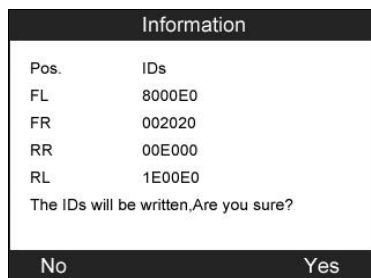 Information
Pos. IDs
FL 8000E0
FR 002020
RR 00E000
RL 1E00E0
The IDs will be written,Are you sure?
No Yes